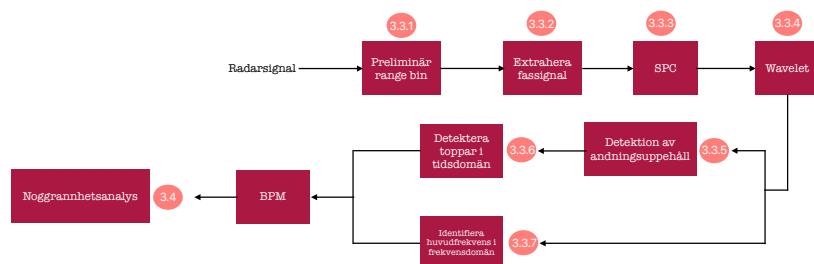 3.3.1
3.3.2
3.3.3
3.3.4
Radarsignal
Preliminär
range bin
Extrahera
fassignal
SPC
Wavelet
Detektera
toppar i
tidsdomän
3.3.6
Detektion av
andningsuppehåll
3.3.5
Noggrannhetsanalys
3.4
BPM
Identifiera
huvudfrekvens i
frekvensdomän
3.3.7